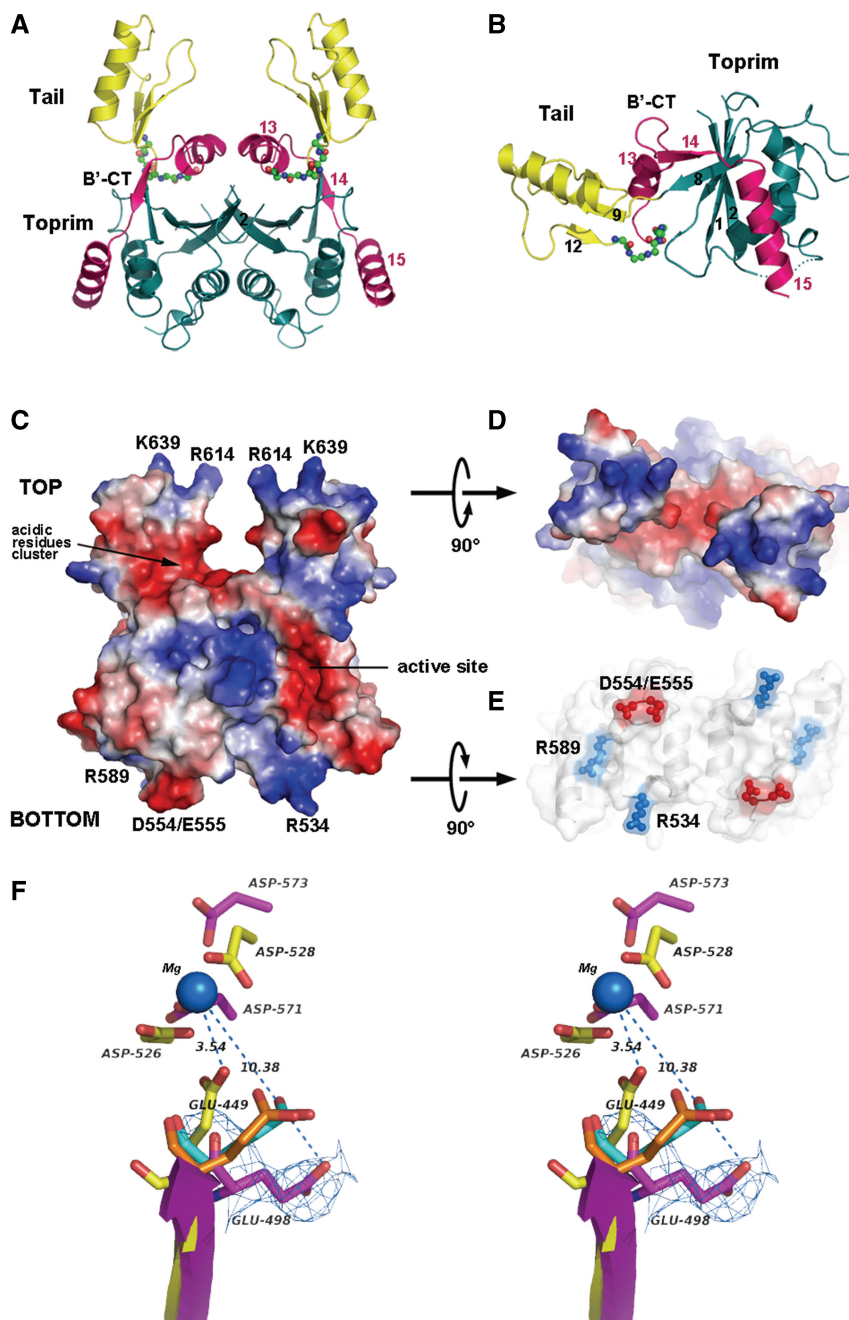 A
Tail
13
B'-CT
14
Toprim
2
15
B
Toprim
B'-CT
Tail
14
13
8
9
12
1
2
15
C
K639 R614 R614 K639
TOP
acidic
residues
cluster
active site
R589
BOTTOM
D554/E555
R534
90°
D
90°
E
D554/E555
R589
R534
F
ASP-573
ASP-528
Mg
ASP-571
ASP-526
3.54
10.38
GLU-449
GLU-498
ASP-573
ASP-528
Mg
ASP-571
ASP-526
3.54
10.38
GLU-449
GLU-498